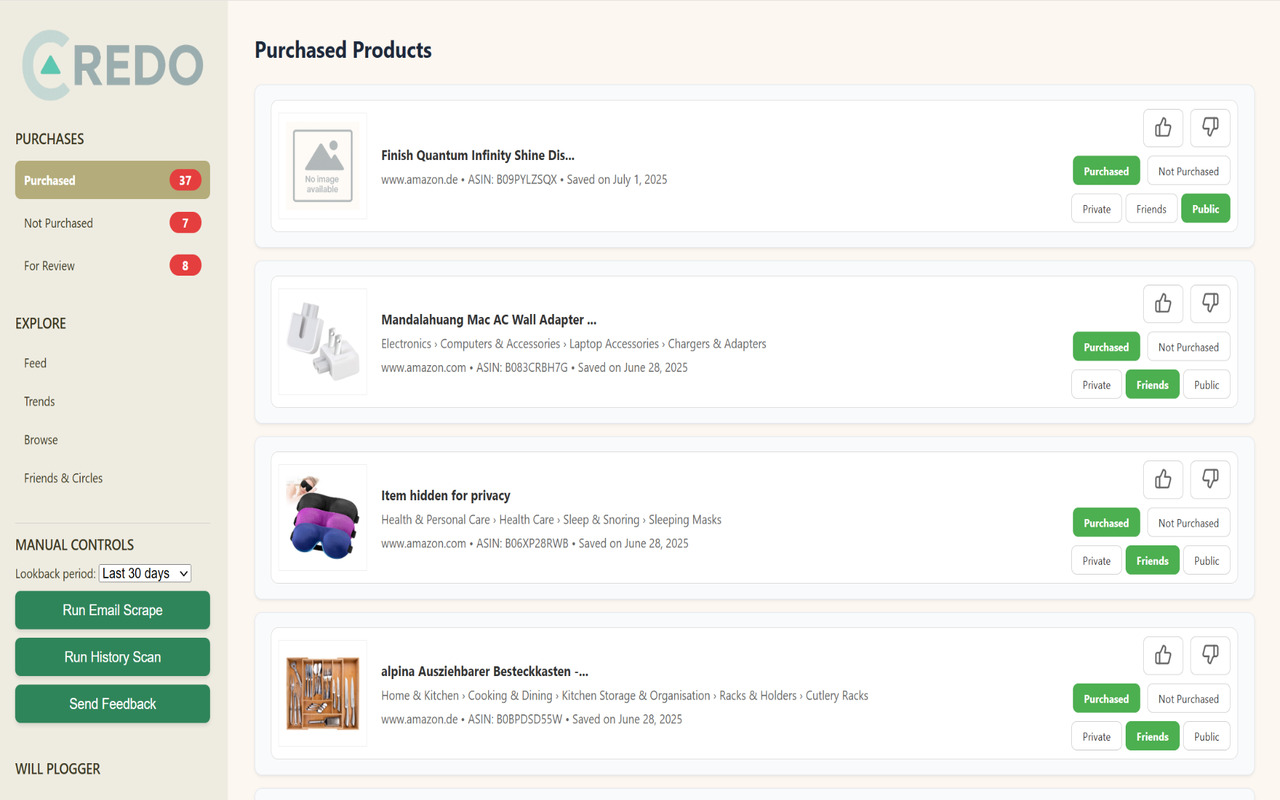 CREDO
PURCHASES
Purchased 37
Not Purchased 7
For Review 8
EXPLORE
Feed
Trends
Browse
Friends & Circles
MANUAL CONTROLS
Lookback period: Last 30 days
Run Email Scrape
Run History Scan
Send Feedback
WILL PLOGGER
Purchased Products
No image
available
Finish Quantum Infinity Shine Dis...
www.amazon.de • ASIN: B09PYLZSQX • Saved on July 1, 2025
Purchased Not Purchased
Private Friends Public
Mandalahuang Mac AC Wall Adapter ...
Electronics › Computers & Accessories › Laptop Accessories › Chargers & Adapters
www.amazon.com • ASIN: B083CRBH7G • Saved on June 28, 2025
Purchased Not Purchased
Private Friends Public
Item hidden for privacy
Health & Personal Care › Health Care › Sleep & Snoring › Sleeping Masks
www.amazon.com • ASIN: B06XP28RWB • Saved on June 28, 2025
Purchased Not Purchased
Private Friends Public
alpina Ausziehbarer Besteckkasten -...
Home & Kitchen › Cooking & Dining › Kitchen Storage & Organisation › Racks & Holders › Cutlery Racks
www.amazon.de • ASIN: B0BPDSD55W • Saved on June 28, 2025
Purchased Not Purchased
Private Friends Public